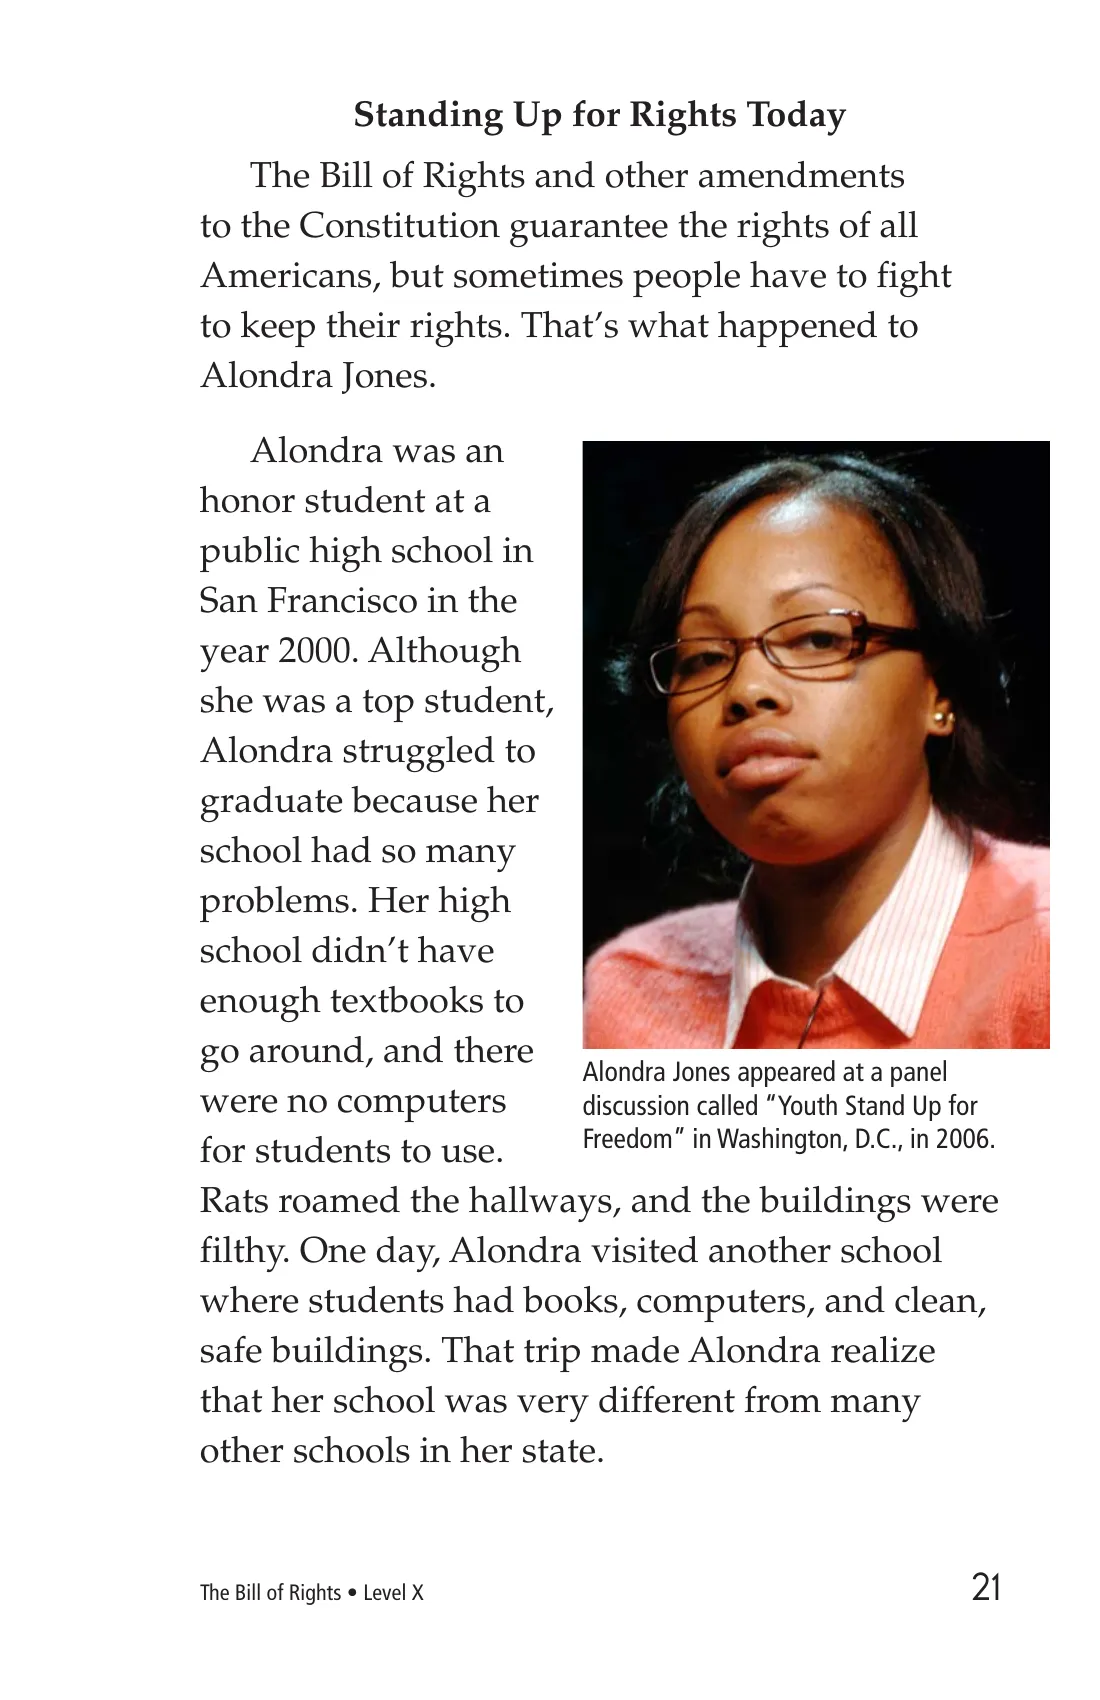 Standing Up for Rights Today
The Bill of Rights and other amendments
to the Constitution guarantee the rights of all
Americans, but sometimes people have to fight
to keep their rights. That’s what happened to
Alondra Jones.
Alondra was an
honor student at a
public high school in
San Francisco in the
year 2000. Although
she was a top student,
Alondra struggled to
graduate because her
school had so many
problems. Her high
school didn’t have
enough textbooks to
go around, and there
were no computers
for students to use.
Rats roamed the hallways, and the buildings were
filthy. One day, Alondra visited another school
where students had books, computers, and clean,
safe buildings. That trip made Alondra realize
that her school was very different from many
other schools in her state.
Alondra Jones appeared at a panel
discussion called “Youth Stand Up for
Freedom” in Washington, D.C., in 2006.
The Bill of Rights • Level X
21